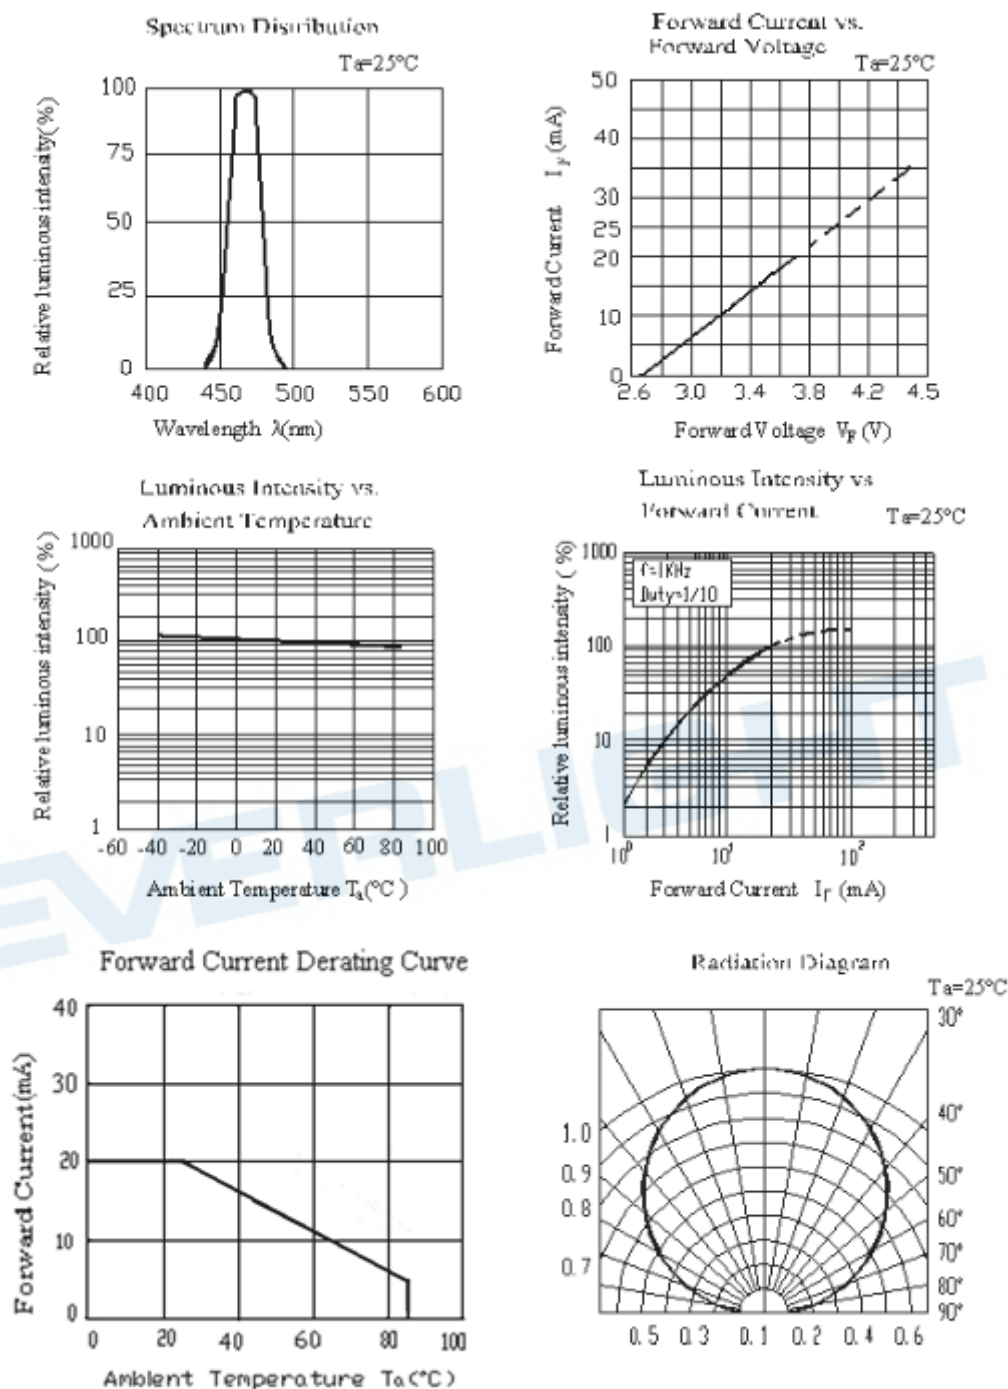 Spectrum Distribution
Ta=25°C
Relative luminous intensity(%)
100
75
50
25
0
400 450 500 550 600
Wavelength λ(nm)
Forward Current vs.
Forward Voltage
Ta=25°C
Forward Current I_F (mA)
50
40
30
25
20
10
0
2.6 3.0 3.4 3.8 4.2 4.5
Forward Voltage V_F (V)
Luminous Intensity vs.
Ambient Temperature
Relative luminous intensity (%)
1000
100
10
1
-60 -40 -20 0 20 40 60 80 100
Ambient Temperature Ta(°C )
Luminous Intensity vs
Forward Current
Ta=25°C
f=1KHz
Duty=1/10
Relative luminous intensity (%)
1000
100
10
1
10⁰ 10¹ 10²
Forward Current I_F (mA)
EVERLIGHT
Forward Current Derating Curve
Forward Current(mA)
40
30
20
10
0
0 20 40 60 80 100
Ambient Temperature Ta(°C)
Radiation Diagram
Ta=25°C
30°
40°
50°
60°
70°
80°
90°
1.0
0.9
0.8
0.7
0.5 0.3 0.1 0.2 0.4 0.6